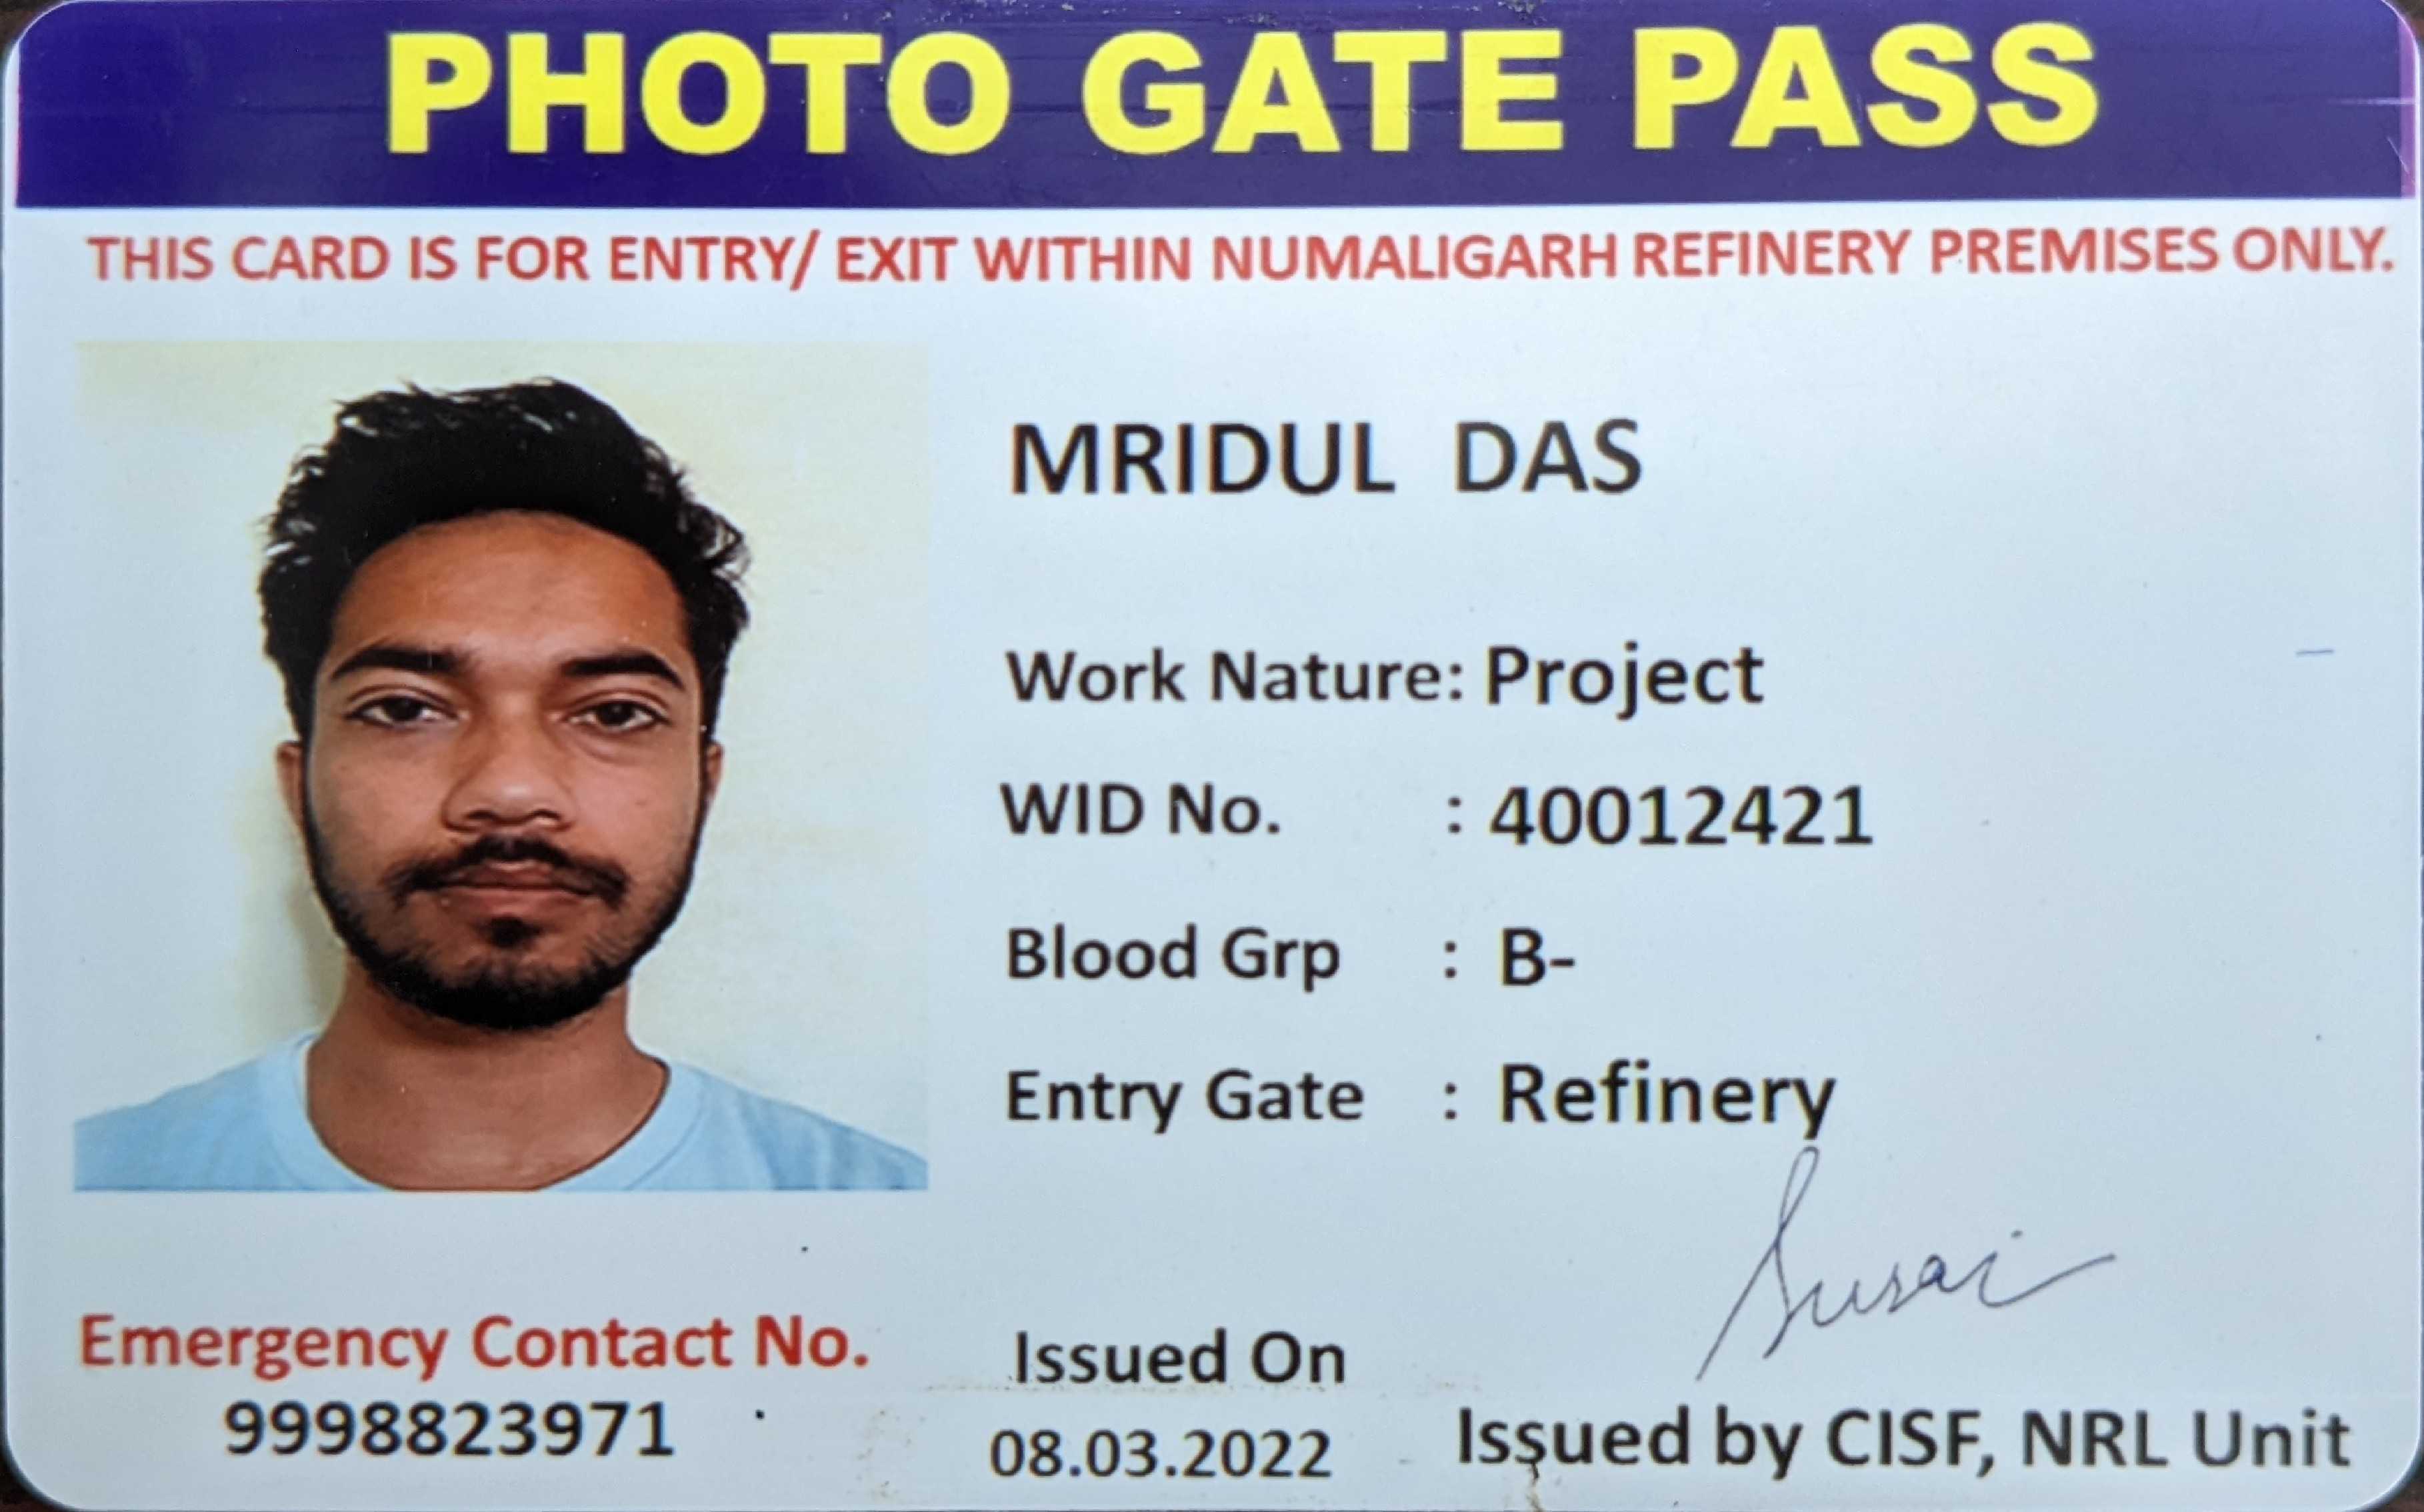 PHOTO GATE PASS
THIS CARD IS FOR ENTRY/ EXIT WITHIN NUMALIGARH REFINERY PREMISES ONLY.
MRIDUL DAS
Work Nature: Project
WID No. : 40012421
Blood Grp : B-
Entry Gate : Refinery
Emergency Contact No.
9998823971
Issued On
08.03.2022
Issued by CISF, NRL Unit